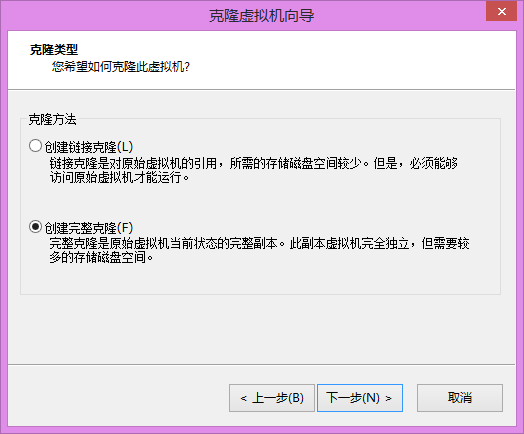 克隆虚拟机向导
克隆类型
您希望如何克隆此虚拟机?
克隆方法
创建链接克隆(L)
链接克隆是对原始虚拟机的引用，所需的存储磁盘空间较少。但是，必须能够
访问原始虚拟机才能运行。
创建完整克隆(F)
完整克隆是原始虚拟机当前状态的完整副本。此副本虚拟机完全独立，但需要较
多的存储磁盘空间。
< 上一步(B) 下一步(N) > 取消